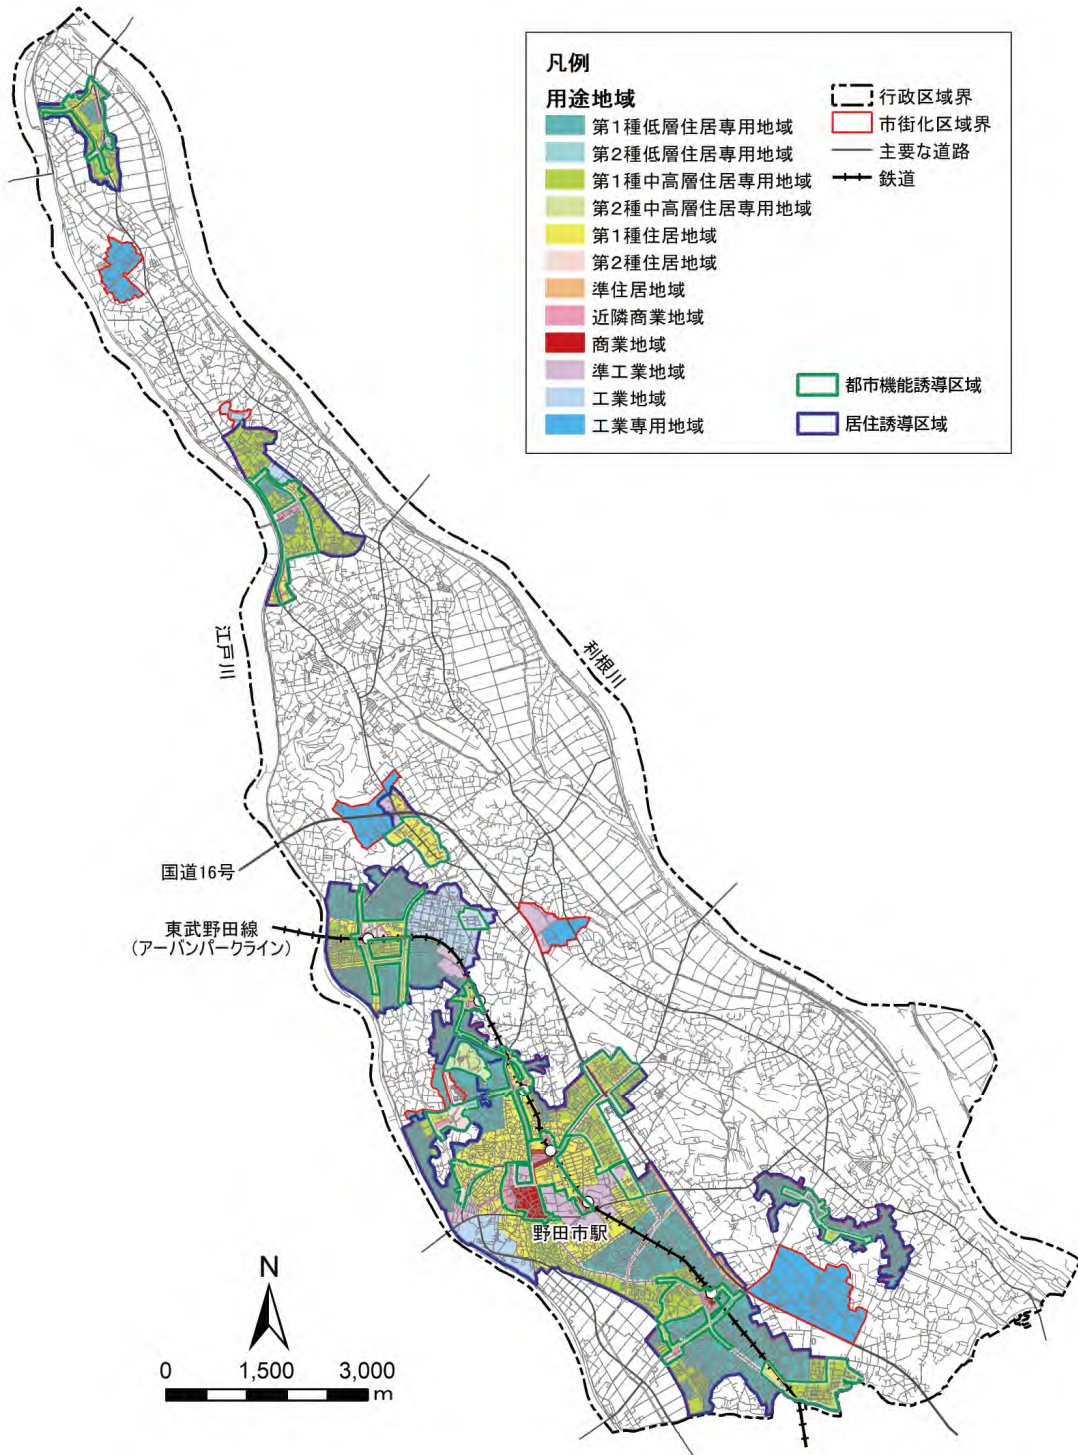 凡例
用途地域
第1種低層住居専用地域
第2種低層住居専用地域
第1種中高層住居専用地域
第2種中高層住居専用地域
第1種住居地域
第2種住居地域
準住居地域
近隣商業地域
商業地域
準工業地域
工業地域
工業専用地域
行政区域界
市街化区域界
主要な道路
鉄道
都市機能誘導区域
居住誘導区域
江戸川
利根川
国道16号
東武野田線
(アーバンパークライン)
野田市駅
N
0 1,500 3,000
m